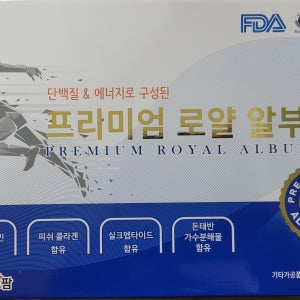 FDA
단백질 & 에너지로 구성된
프리미엄 로얄 알부
PREMIUM ROYAL ALBU
피쉬 콜라겐
함유
실크펩타이드
함유
돈태반
가수분해물
함유
기타가공품
팜